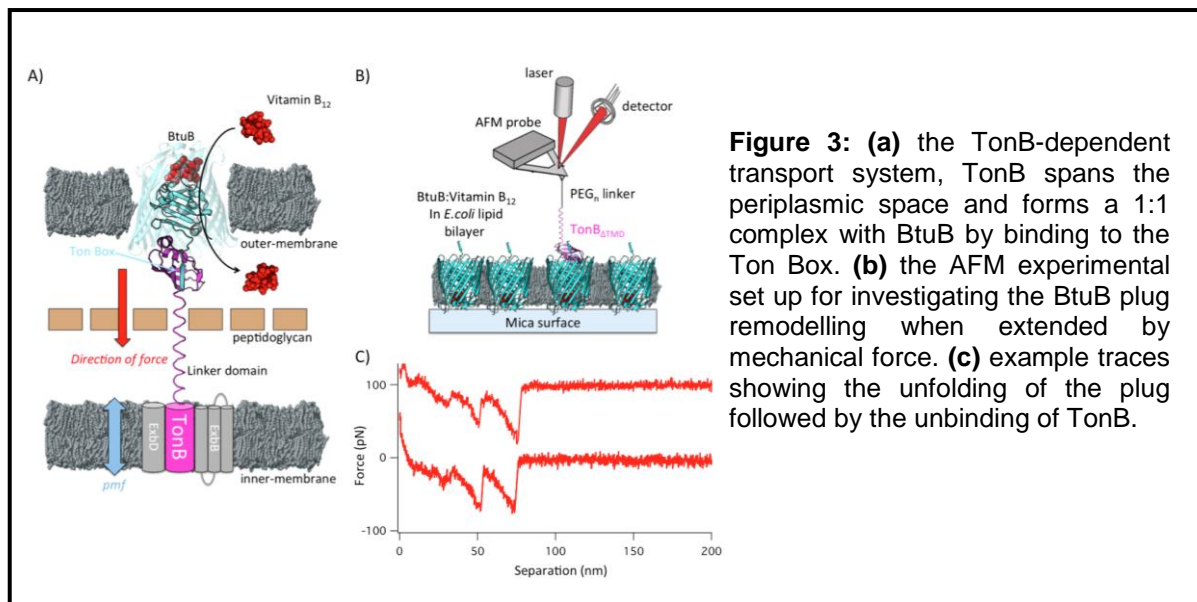 A)
Vitamin B12
BtuB
Ton Box
outer-membrane
peptidoglycan
Direction of force
Linker domain
ExbD
TonB
ExbB
inner-membrane
pmf
B)
laser
detector
AFM probe
PEGn linker
BtuB:Vitamin B12
In E.coli lipid
bilayer
TonBΔTMD
Mica surface
C)
100
0
-100
Force (pN)
0
50
100
150
200
Separation (nm)
Figure 3: (a) the TonB-dependent
transport system, TonB spans the
periplasmic space and forms a 1:1
complex with BtuB by binding to the
Ton Box. (b) the AFM experimental
set up for investigating the BtuB plug
remodelling when extended by
mechanical force. (c) example traces
showing the unfolding of the plug
followed by the unbinding of TonB.